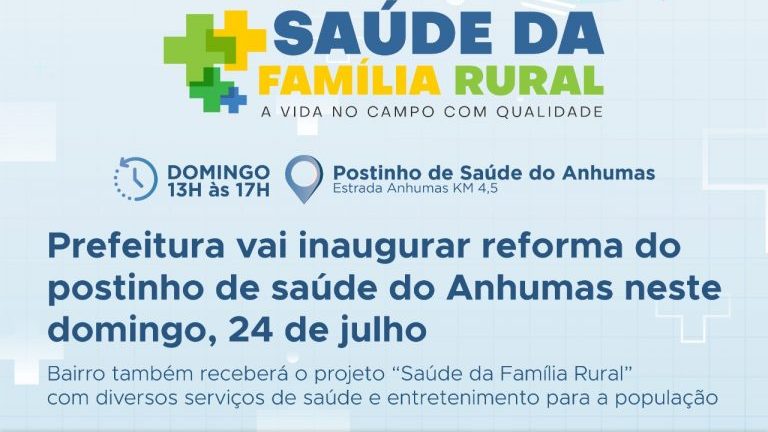 SAÚDE DA
FAMÍLIA RURAL
A VIDA NO CAMPO COM QUALIDADE
DOMINGO
13H às 17H
Postinho de Saúde do Anhumas
Estrada Anhumas KM 4,5
Prefeitura vai inaugurar reforma do
postinho de saúde do Anhumas neste
domingo, 24 de julho
Bairro também receberá o projeto “Saúde da Família Rural”
com diversos serviços de saúde e entretenimento para a população